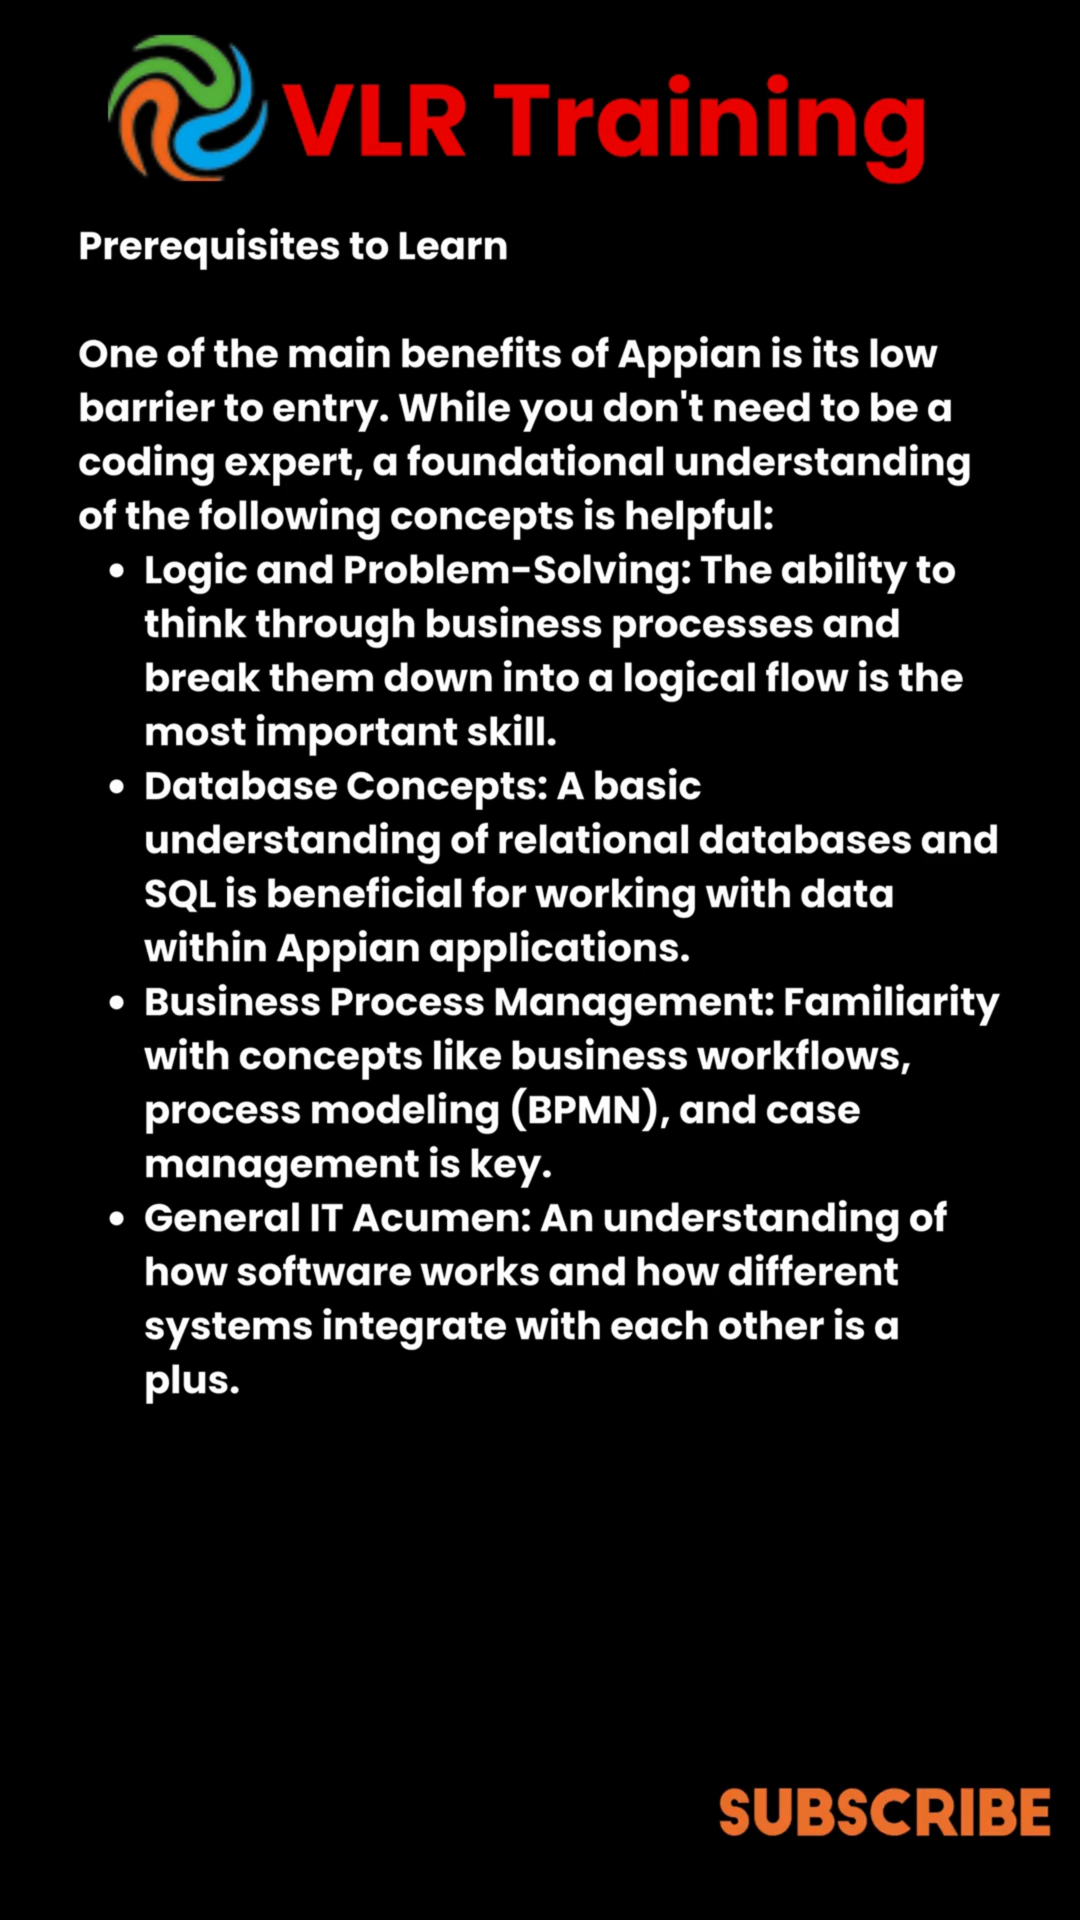 VLR Training
Prerequisites to Learn
One of the main benefits of Appian is its low
barrier to entry. While you don't need to be a
coding expert, a foundational understanding
of the following concepts is helpful:
• Logic and Problem-Solving: The ability to
think through business processes and
break them down into a logical flow is the
most important skill.
• Database Concepts: A basic
understanding of relational databases and
SQL is beneficial for working with data
within Appian applications.
• Business Process Management: Familiarity
with concepts like business workflows,
process modeling (BPMN), and case
management is key.
• General IT Acumen: An understanding of
how software works and how different
systems integrate with each other is a
plus.
SUBSCRIBE